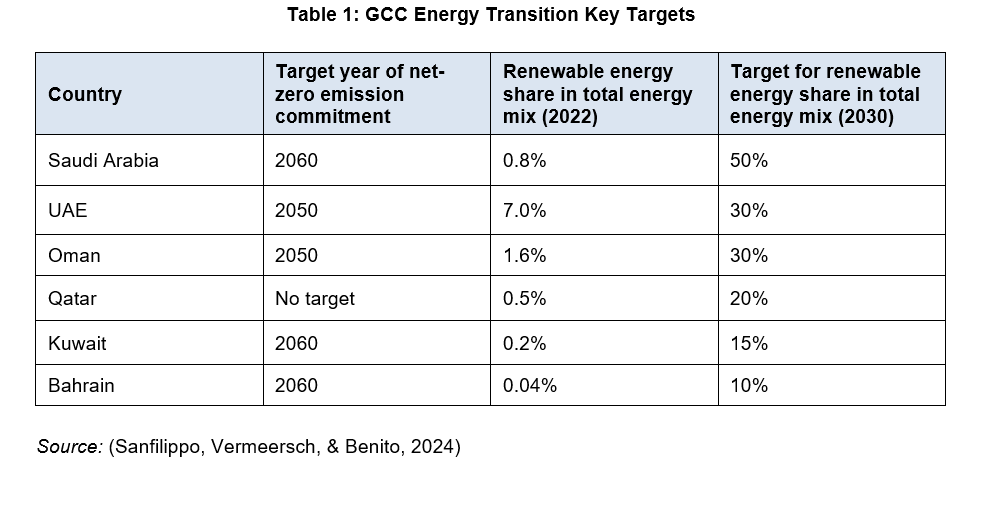 Table 1: GCC Energy Transition Key Targets
Country
Target year of net-
zero emission
commitment
Renewable energy
share in total energy
mix (2022)
Target for renewable
energy share in total
energy mix (2030)
Saudi Arabia 2060 0.8% 50%
UAE 2050 7.0% 30%
Oman 2050 1.6% 30%
Qatar No target 0.5% 20%
Kuwait 2060 0.2% 15%
Bahrain 2060 0.04% 10%
Source: (Sanfilippo, Vermeersch, & Benito, 2024)